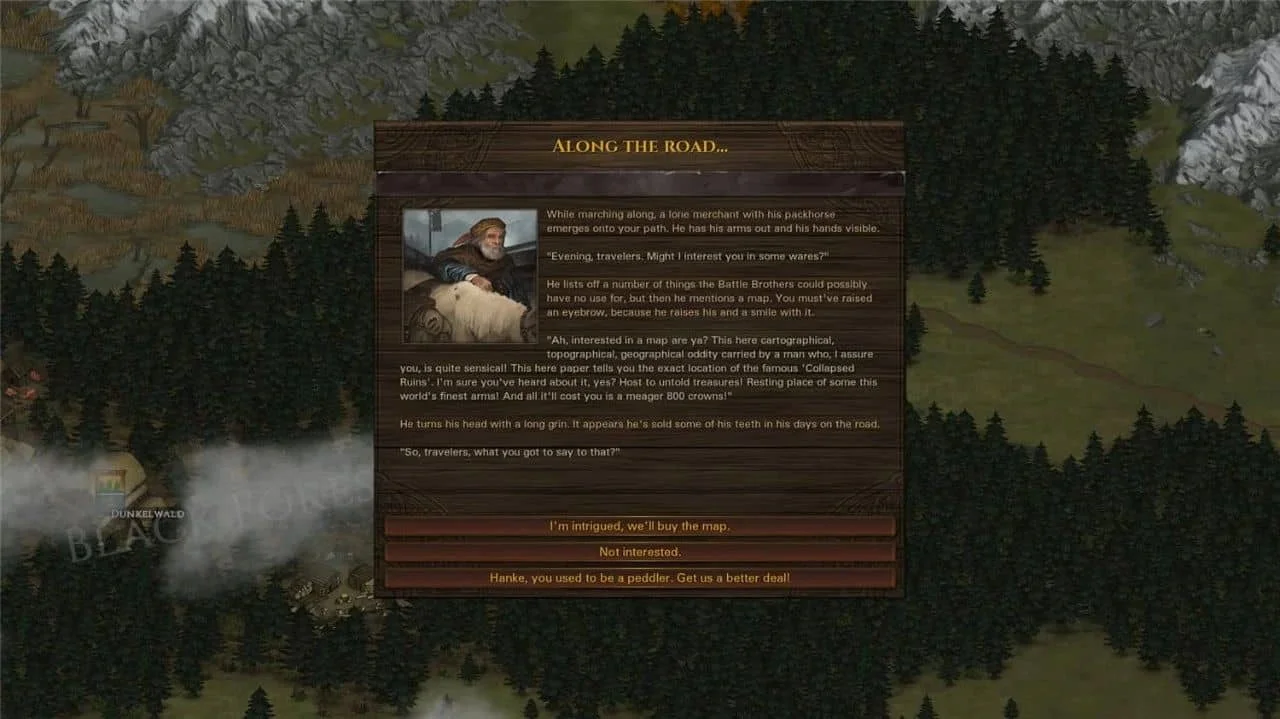 Along the road...
While marching along, a lone merchant with his packhorse
emerges onto your path. He has his arms out and his hands visible.
"Evening, travelers. Might I interest you in some wares?"
He lists off a number of things the Battle Brothers could possibly
have no use for, but then he mentions a map. You must've raised
an eyebrow, because he raises his and a smile with it.
"Ah, interested in a map are ya? This here cartographical,
topographical, geographical oddity carried by a man who, I assure
you, is quite sensical! This here paper tells you the exact location of the famous 'Collapsed
Ruins'. I'm sure you've heard about it, yes? Host to untold treasures! Resting place of some this
world's finest arms! And all it'll cost you is a meager 800 crowns!"
He turns his head with a long grin. It appears he's sold some of his teeth in his days on the road.
"So, travelers, what you got to say to that?"
I'm intrigued, we'll buy the map.
Not interested.
Hanke, you used to be a peddler. Get us a better deal!
Dunkelwald